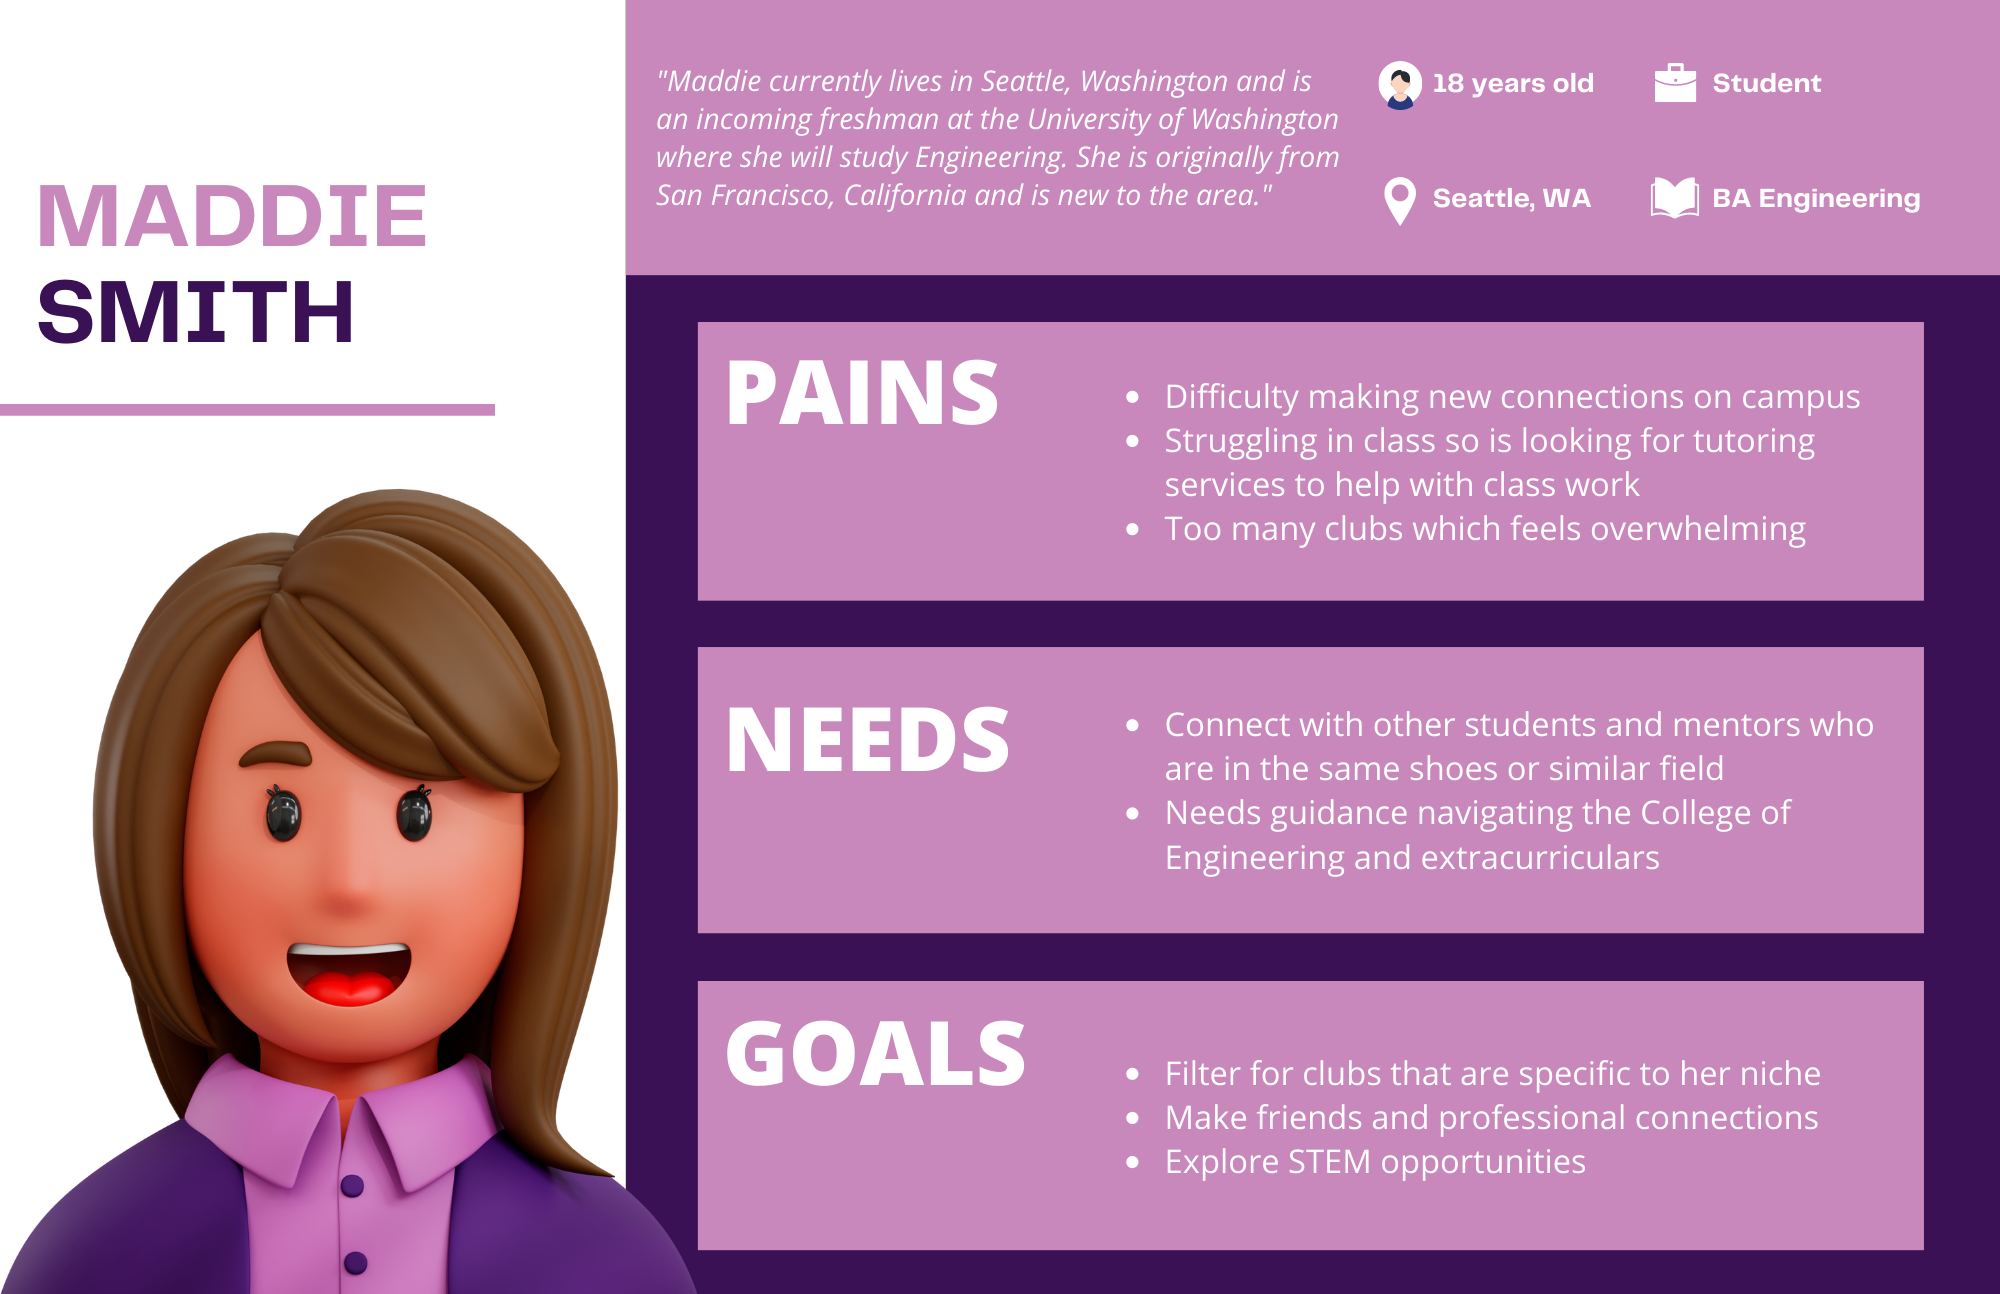 MADDIE
SMITH
"Maddie currently lives in Seattle, Washington and is
an incoming freshman at the University of Washington
where she will study Engineering. She is originally from
San Francisco, California and is new to the area."
18 years old
Student
Seattle, WA
BA Engineering
PAINS
• Difficulty making new connections on campus
• Struggling in class so is looking for tutoring
services to help with class work
• Too many clubs which feels overwhelming
NEEDS
• Connect with other students and mentors who
are in the same shoes or similar field
• Needs guidance navigating the College of
Engineering and extracurriculars
GOALS
• Filter for clubs that are specific to her niche
• Make friends and professional connections
• Explore STEM opportunities